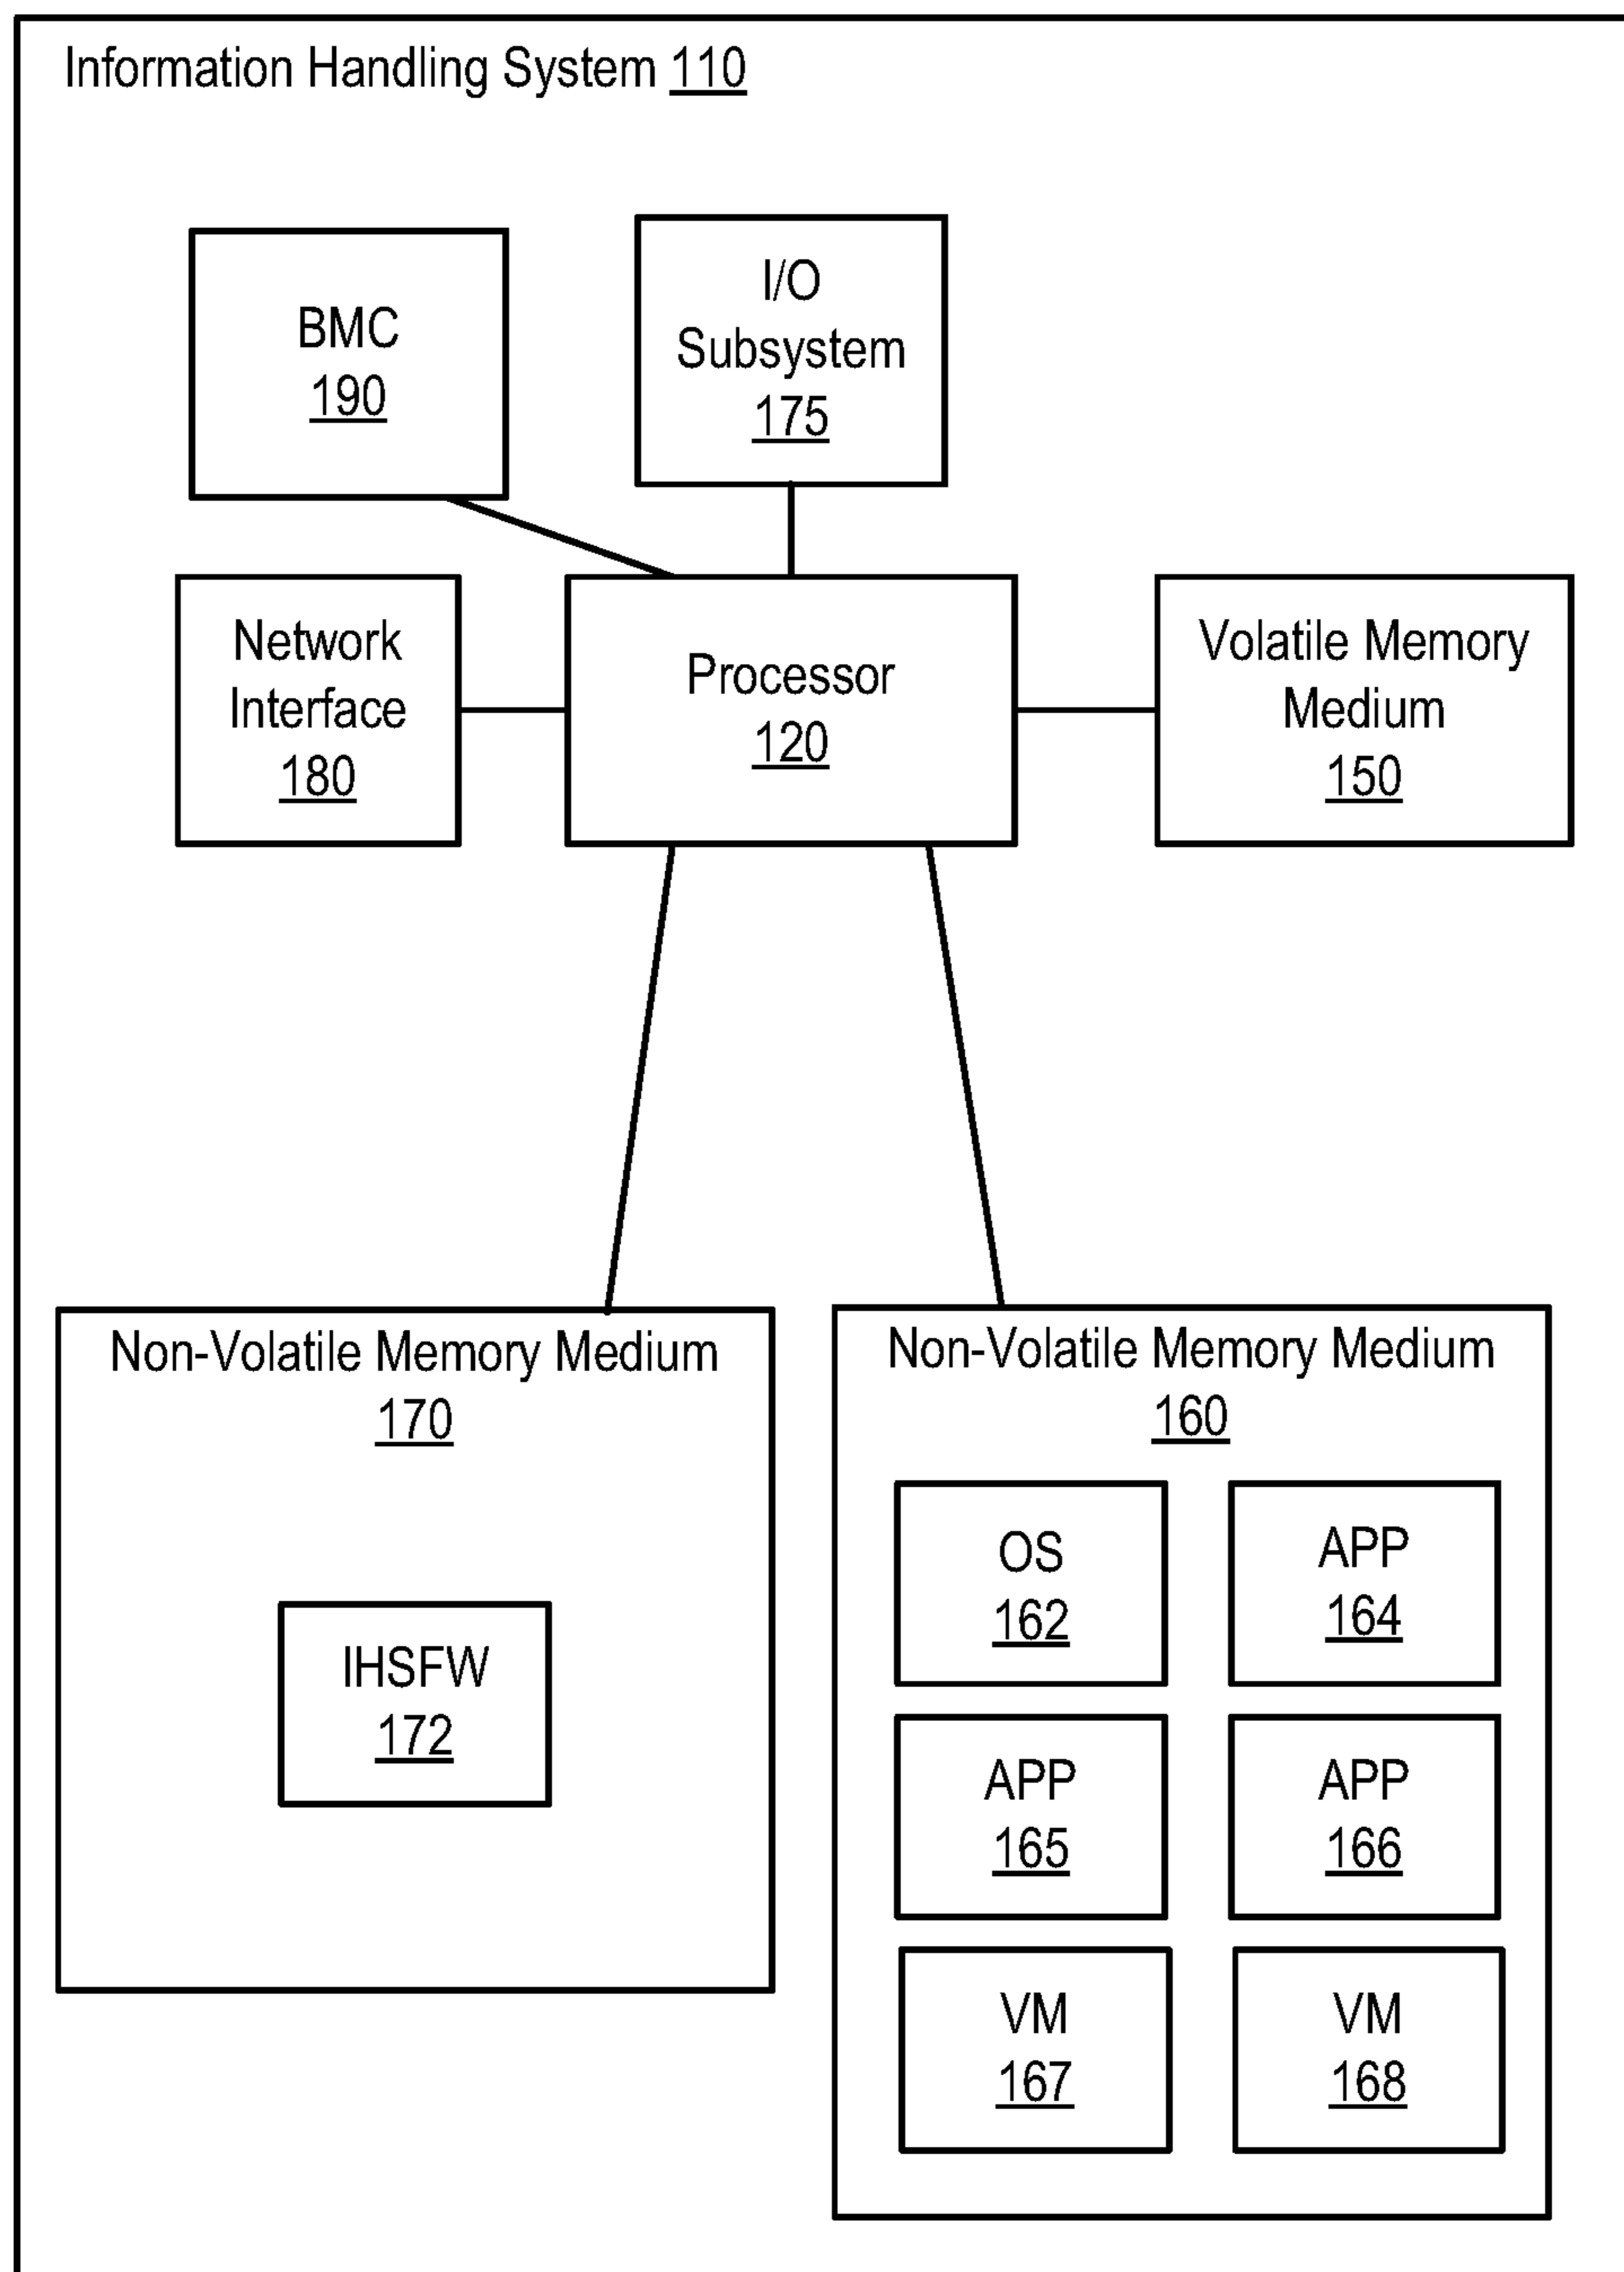 Information Handling System 110
BMC
190
I/O
Subsystem
175
Network
Interface
180
Processor
120
Volatile Memory
Medium
150
Non-Volatile Memory Medium
170
IHSFW
172
Non-Volatile Memory Medium
160
OS
162
APP
164
APP
165
APP
166
VM
167
VM
168